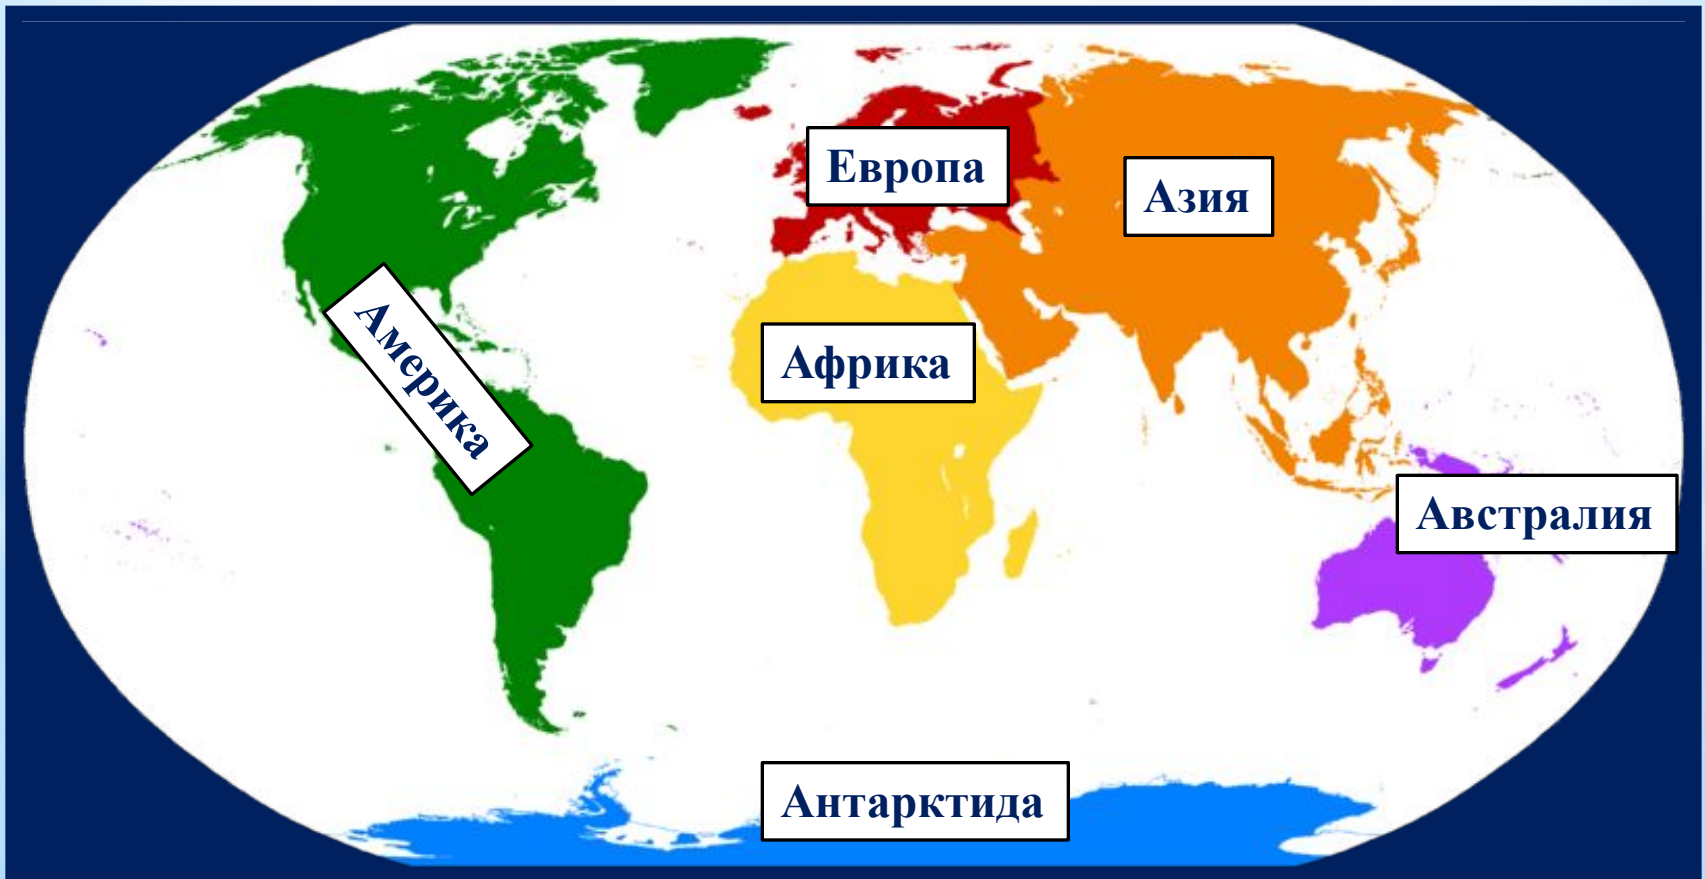 Европа
Азия
Америка
Африка
Австралия
Антарктида